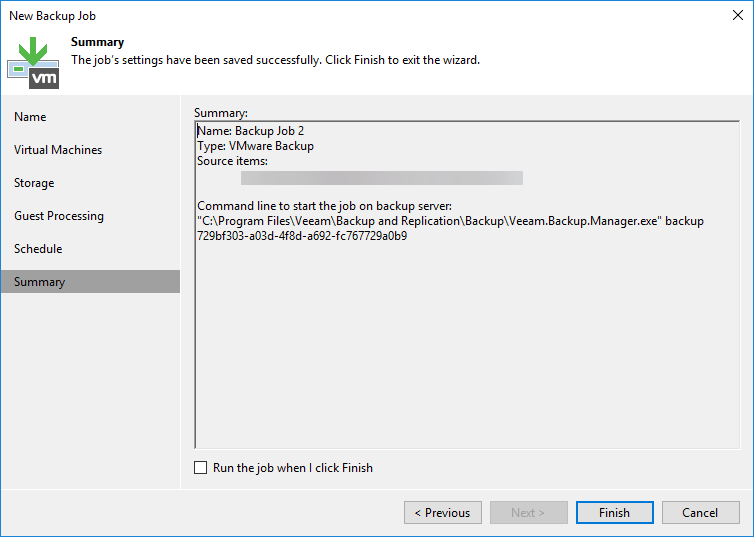 New Backup Job
Summary
The job's settings have been saved successfully. Click Finish to exit the wizard.
vm
Name
Virtual Machines
Storage
Guest Processing
Schedule
Summary
Summary:
Name: Backup Job 2
Type: VMware Backup
Source items:
Command line to start the job on backup server:
"C:\Program Files\Veeam\Backup and Replication\Backup\Veeam.Backup.Manager.exe" backup
729bf303-a03d-4f8d-a692-fc767729a0b9
Run the job when I click Finish
< Previous
Next >
Finish
Cancel